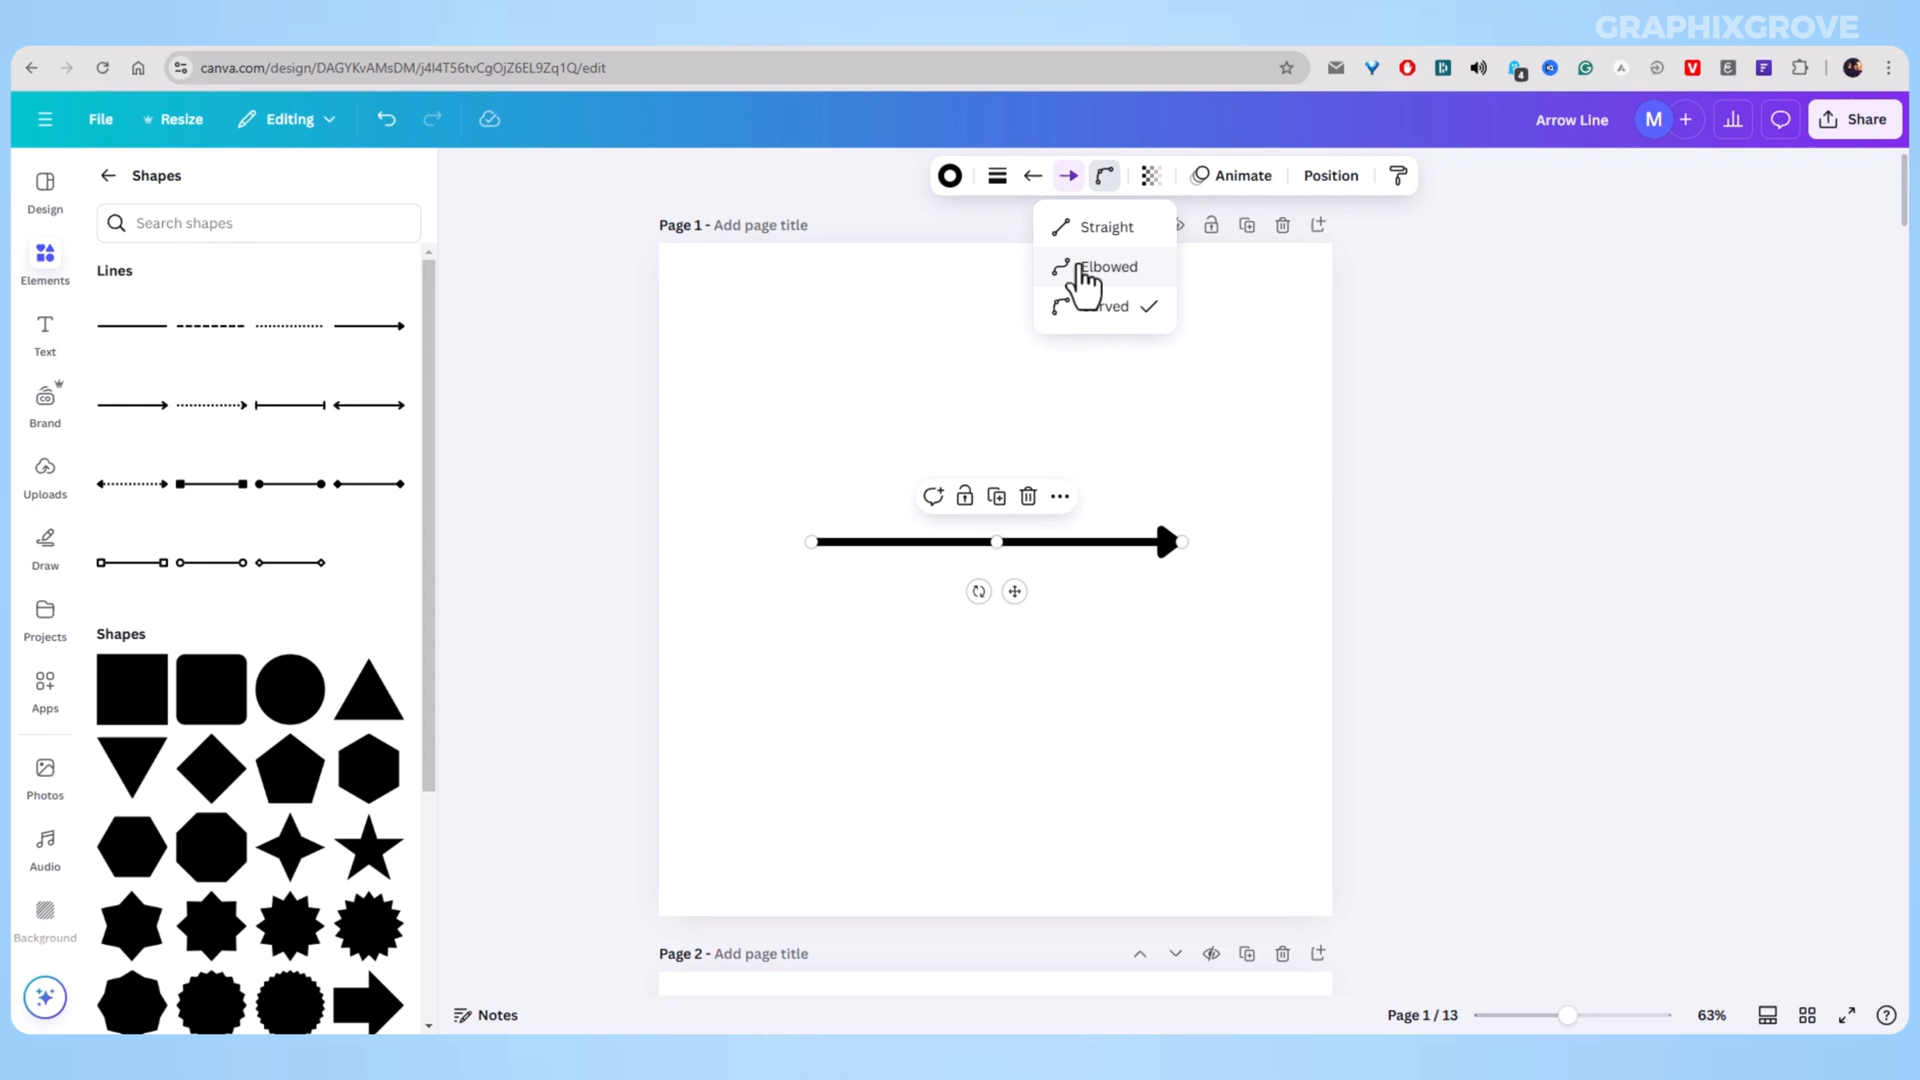 GRAPHIXGROVE
canva.com/design/DAGYKvAMsDM/j4l4T56tvCgOjZ6EL9Zq1Q/edit
4
File
Resize
Editing
Arrow Line
M
Share
Design
Elements
Text
Brand
Uploads
Draw
Projects
Apps
Photos
Audio
Background
Shapes
Search shapes
Lines
Shapes
Animate
Position
Straight
Elbowed
Page 1 - Add page title
Page 2 - Add page title
Notes
Page 1 / 13
63%